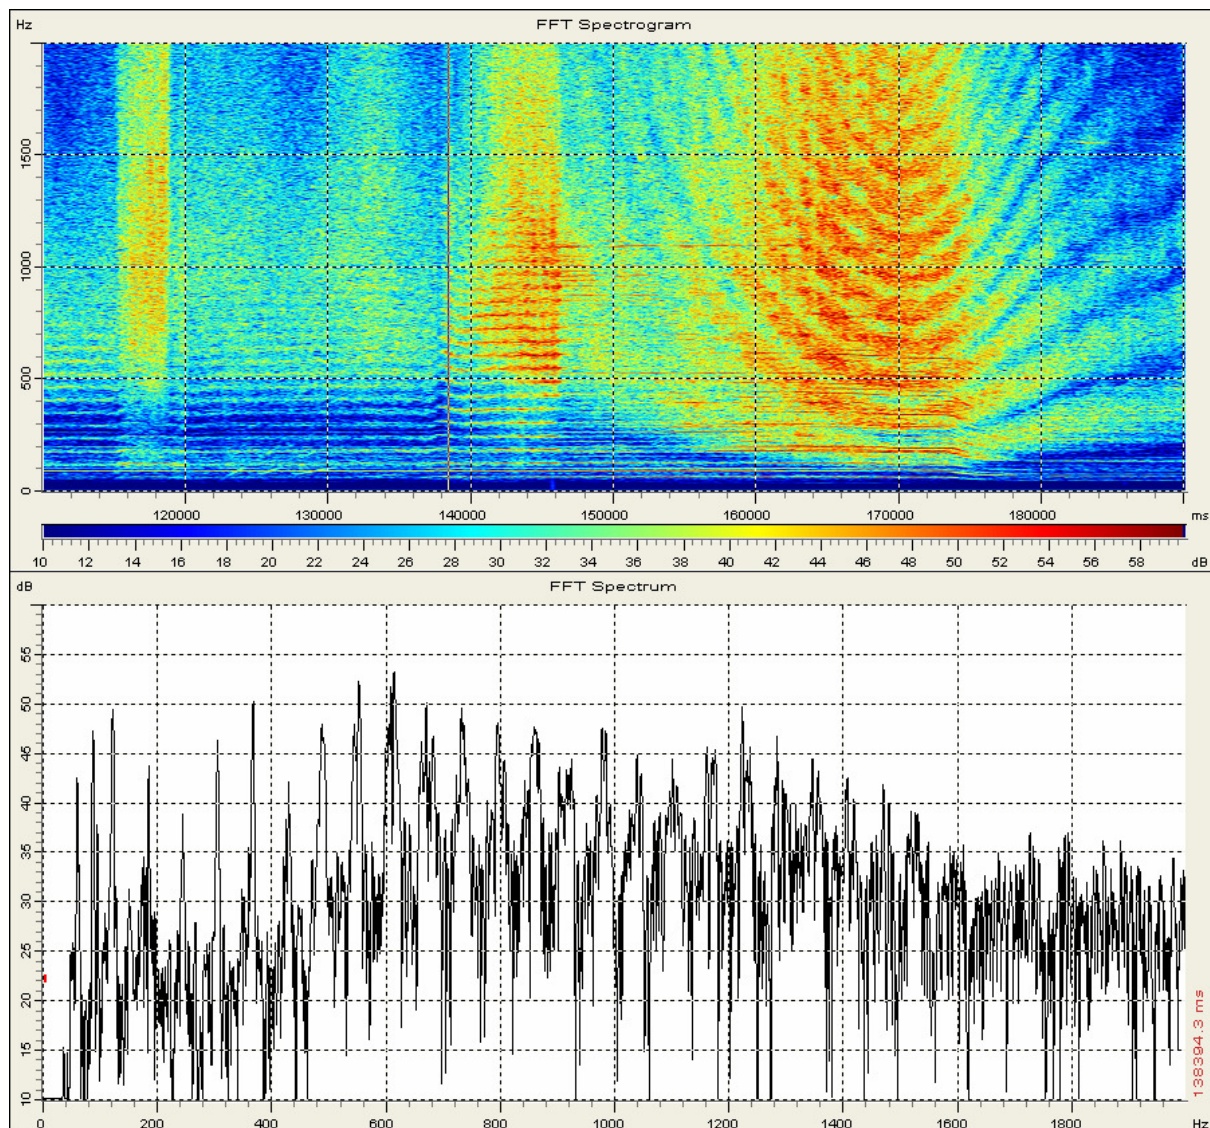 FFT Spectrogram
Hz
1500
1000
500
0
120000 130000 140000 150000 160000 170000 180000 ms
10 12 14 16 18 20 22 24 26 28 30 32 34 36 38 40 42 44 46 48 50 52 54 56 58 dB
FFT Spectrum
dB
55
50
45
40
35
30
25
20
15
10
0 200 400 600 800 1000 1200 1400 1600 1800 Hz
138394.3 ms